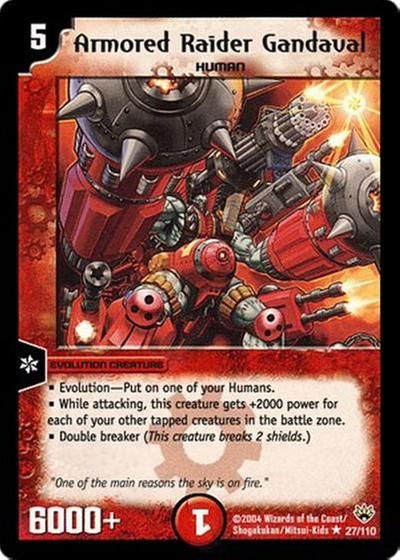 5 Armored Raider Gandaval
HUMAN
EVOLUTION CREATURE
▪ Evolution—Put on one of your Humans.
▪ While attacking, this creature gets +2000 power for
each of your other tapped creatures in the battle zone.
▪ Double breaker (This creature breaks 2 shields.)
"One of the main reasons the sky is on fire."
6000+
1
©2004 Wizards of the Coast/
Shogakukan/Mitsui-Kids ★ 27/110